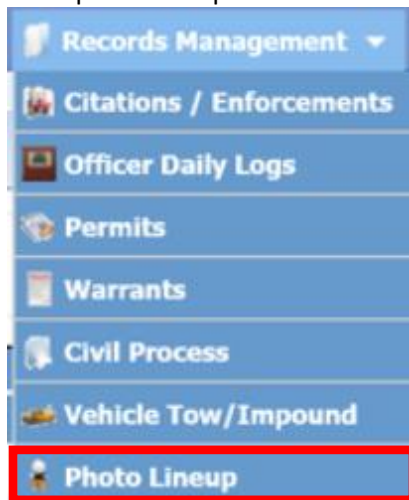 Records Management
Citations / Enforcements
Officer Daily Logs
Permits
Warrants
Civil Process
Vehicle Tow/Impound
Photo Lineup